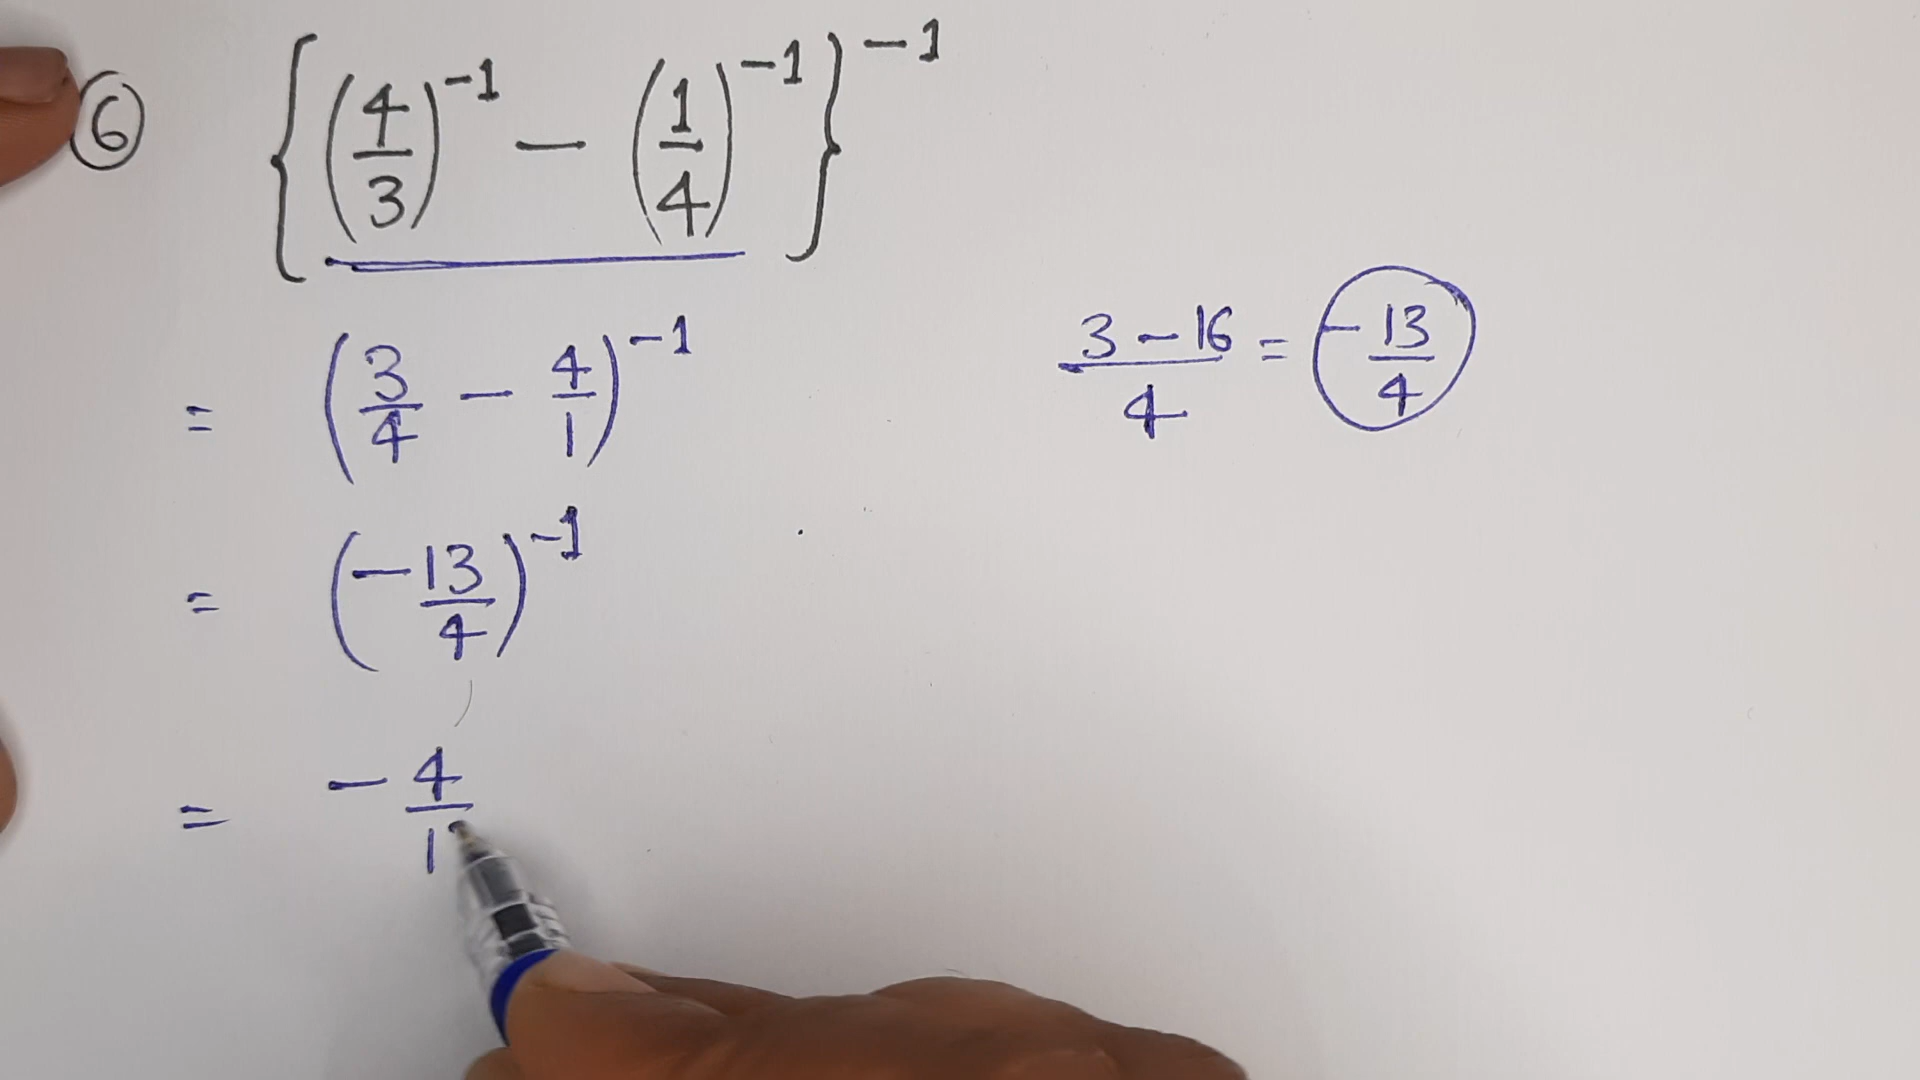 ⑥ {(4/3)^-1 - (1/4)^-1}^-1
= (3/4 - 4/1)^-1
3-16/4 = -13/4
= (-13/4)^-1
= -4/1